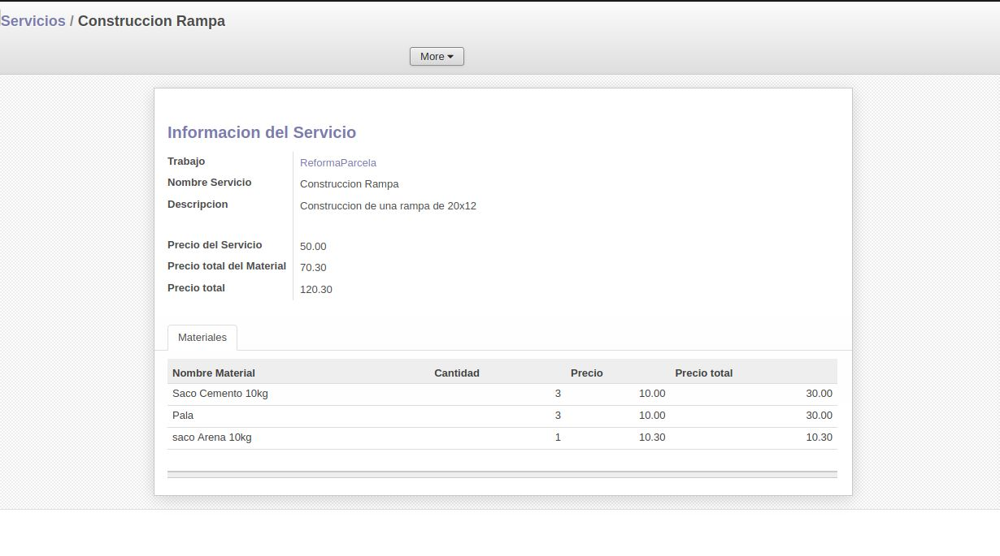 Servicios / Construccion Rampa
More
Informacion del Servicio
Trabajo ReformaParcela
Nombre Servicio Construccion Rampa
Descripcion Construccion de una rampa de 20x12
Precio del Servicio 50.00
Precio total del Material 70.30
Precio total 120.30
Materiales
Nombre Material Cantidad Precio Precio total
Saco Cemento 10kg 3 10.00 30.00
Pala 3 10.00 30.00
saco Arena 10kg 1 10.30 10.30